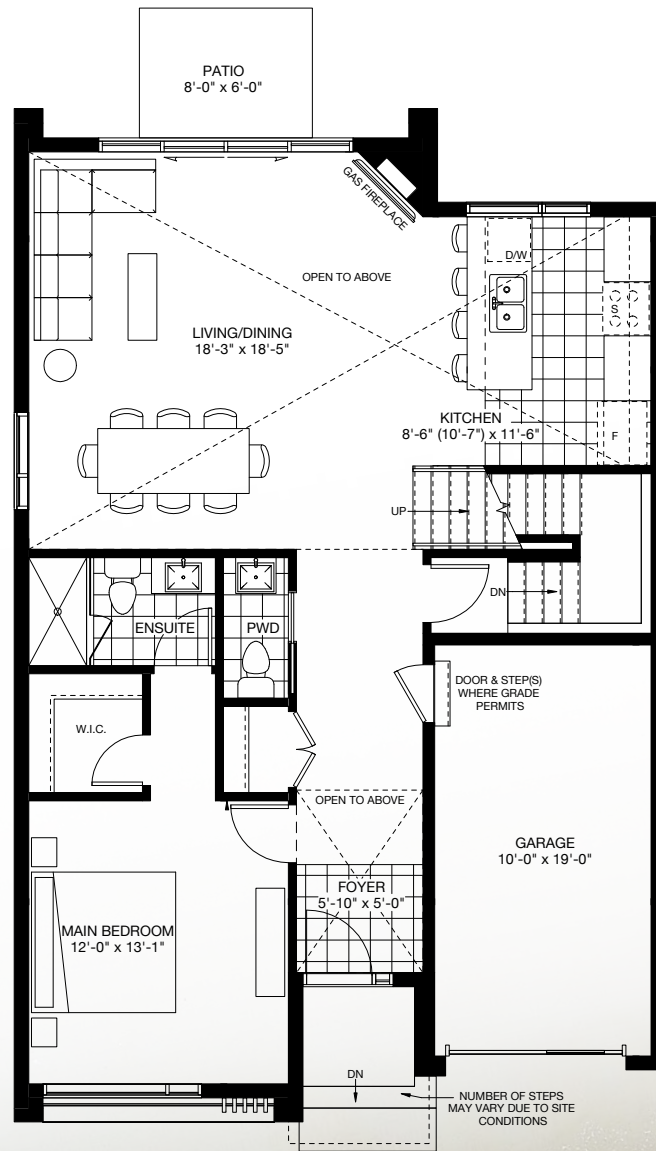 PATIO
8'-0" x 6'-0"
GAS FIREPLACE
D/W
OPEN TO ABOVE
S
LIVING/DINING
18'-3" x 18'-5"
KITCHEN
8'-6" (10'-7") x 11'-6"
F
UP
DN
ENSUITE
PWD
DOOR & STEP(S)
WHERE GRADE
PERMITS
W.I.C.
OPEN TO ABOVE
GARAGE
10'-0" x 19'-0"
FOYER
5'-10" x 5'-0"
MAIN BEDROOM
12'-0" x 13'-1"
DN
NUMBER OF STEPS
MAY VARY DUE TO SITE
CONDITIONS